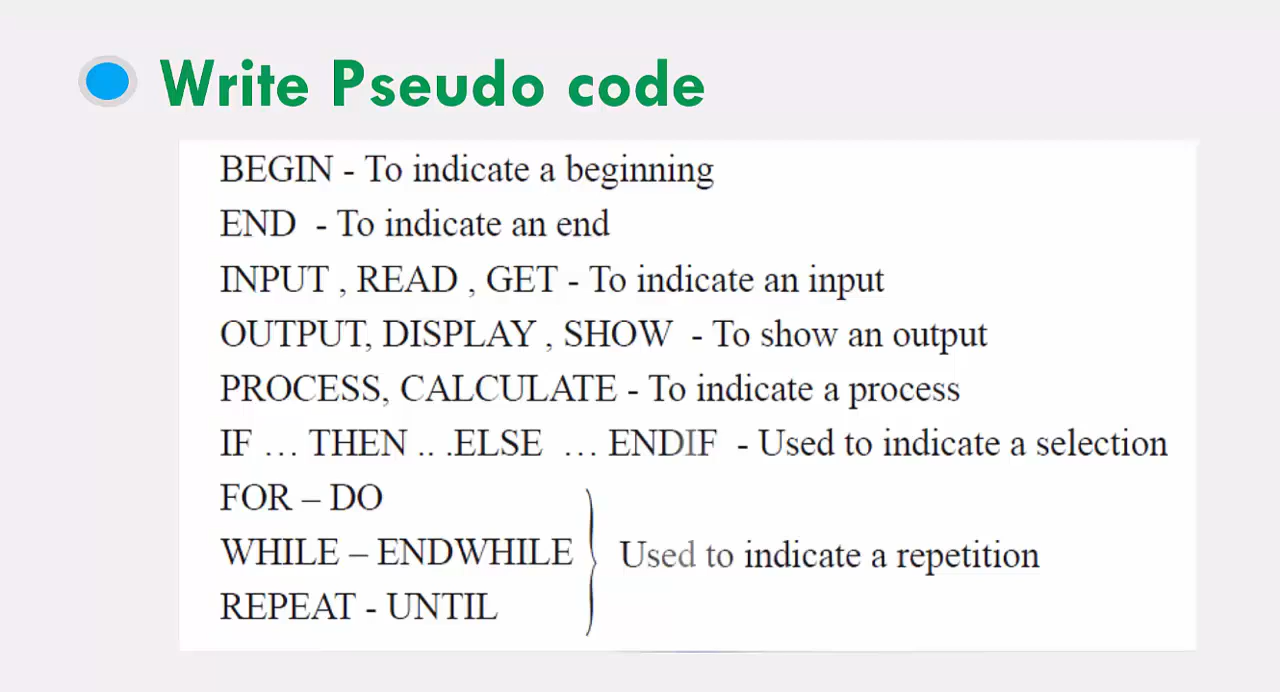 Write Pseudo code
BEGIN - To indicate a beginning
END - To indicate an end
INPUT , READ , GET - To indicate an input
OUTPUT, DISPLAY , SHOW - To show an output
PROCESS, CALCULATE - To indicate a process
IF … THEN .. .ELSE … ENDIF - Used to indicate a selection
FOR – DO
WHILE – ENDWHILE
Used to indicate a repetition
REPEAT - UNTIL